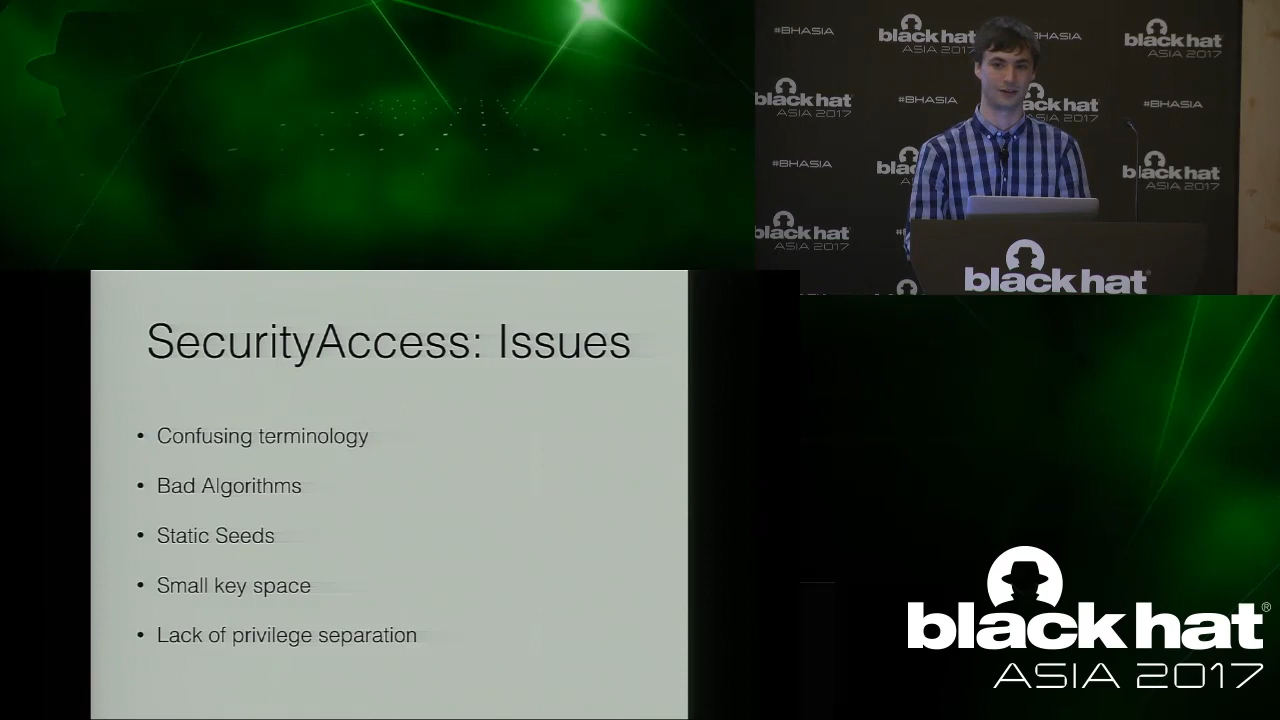 #BHASIA
black hat
ASIA 2017
BHASIA
black hat
ASIA 2017
black hat
ASIA 2017
#BHASIA
black hat
ASIA 2017
#BHASIA
#BHASIA
black hat
ASIA 2017
black hat
ASIA 2017
black hat
SecurityAccess: Issues
• Confusing terminology
• Bad Algorithms
• Static Seeds
• Small key space
• Lack of privilege separation
black hat®
ASIA 2017